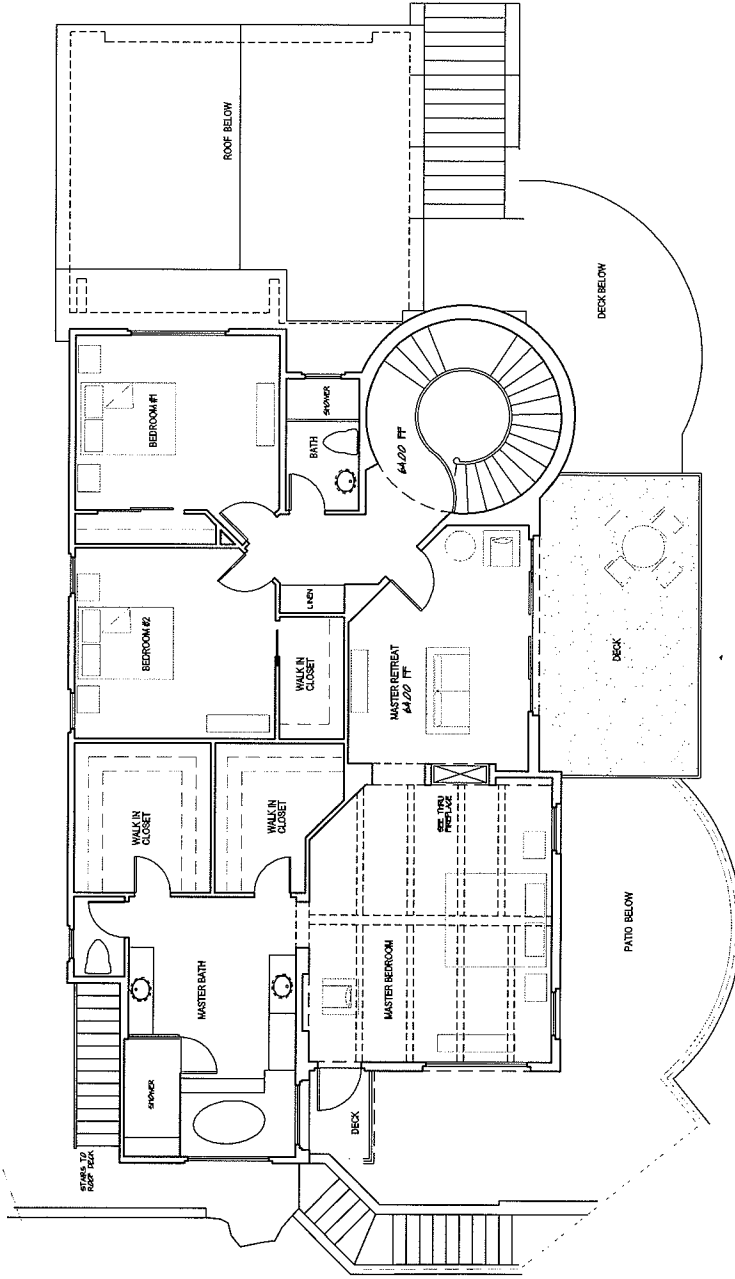 ROOF BELOW
DECK BELOW
BEDROOM #1
SHOWER
BATH
64.00 FF
BEDROOM #2
LINEN
WALK IN
CLOSET
MASTER RETREAT
64.00 FF
DECK
WALK IN
CLOSET
WALK IN
CLOSET
SEE THRU
FIREPLACE
MASTER BATH
MASTER BEDROOM
PATIO BELOW
SHOWER
DECK
STAIRS TO
ROOF DECK